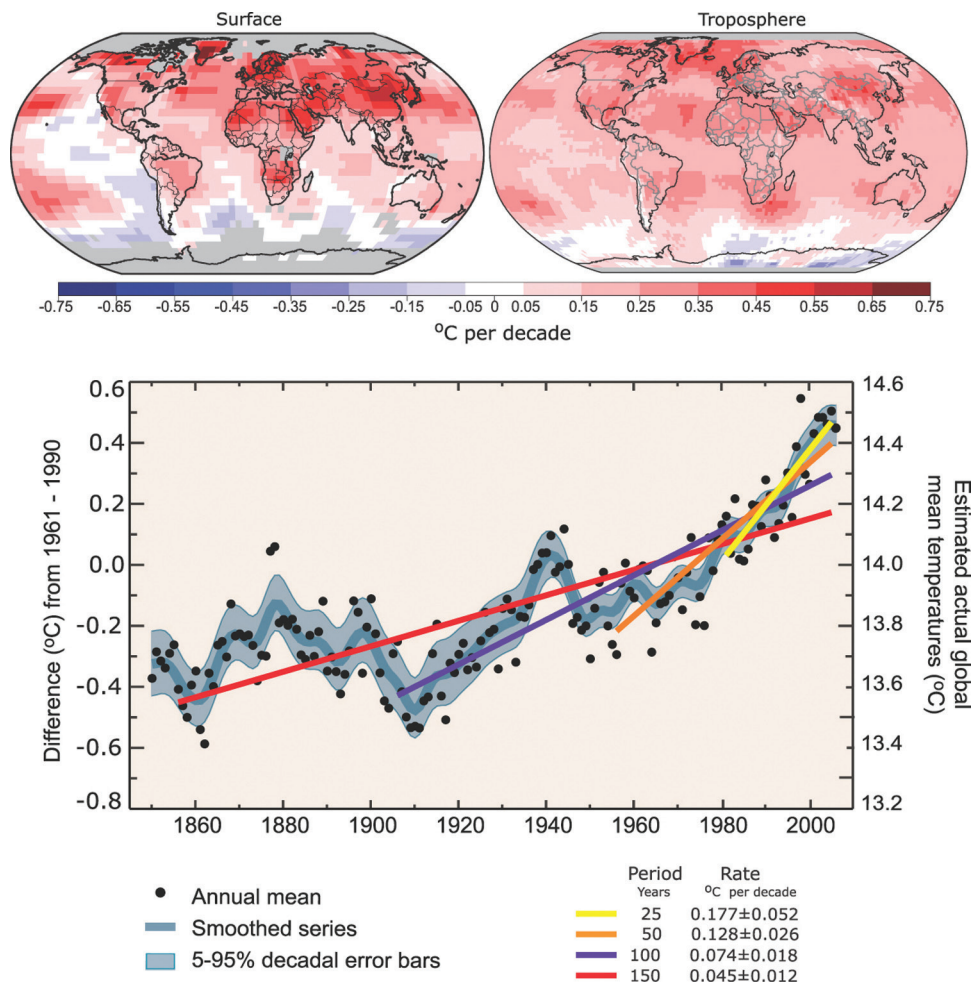 Surface
Troposphere
-0.75 -0.65 -0.55 -0.45 -0.35 -0.25 -0.15 -0.05 0 0.05 0.15 0.25 0.35 0.45 0.55 0.65 0.75
ºC per decade
Difference (ºC) from 1961 - 1990
0.6
0.4
0.2
0.0
-0.2
-0.4
-0.6
-0.8
14.6
14.4
14.2
14.0
13.8
13.6
13.4
13.2
Estimated actual global
mean temperatures (ºC)
1860 1880 1900 1920 1940 1960 1980 2000
Annual mean
Smoothed series
5-95% decadal error bars
Period Rate
Years ºC per decade
25 0.177±0.052
50 0.128±0.026
100 0.074±0.018
150 0.045±0.012